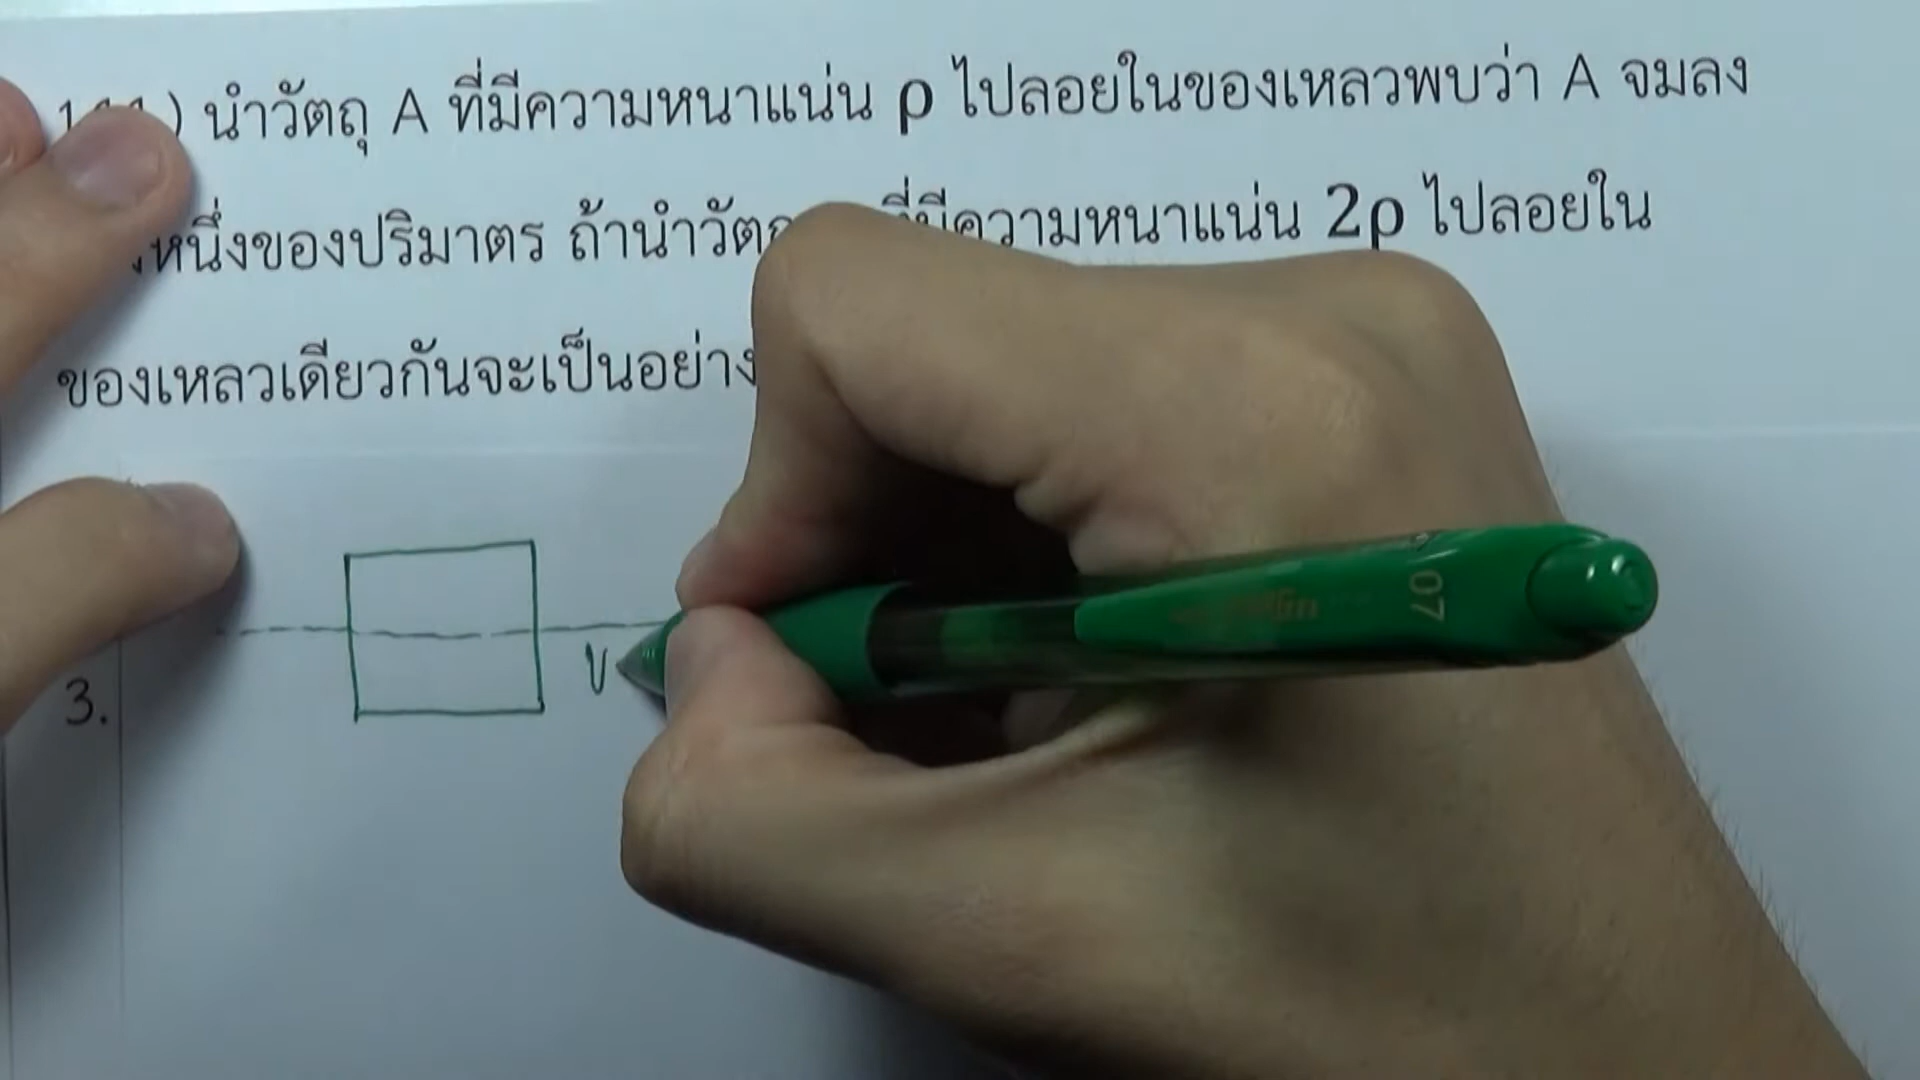 ) นำวัตถุ A ที่มีความหนาแน่น ρ ไปลอยในของเหลวพบว่า A จมลง
หนึ่งของปริมาตร ถ้านำวัตถุ ที่มีความหนาแน่น 2ρ ไปลอยใน
ของเหลวเดียวกันจะเป็นอย่าง
07
3.